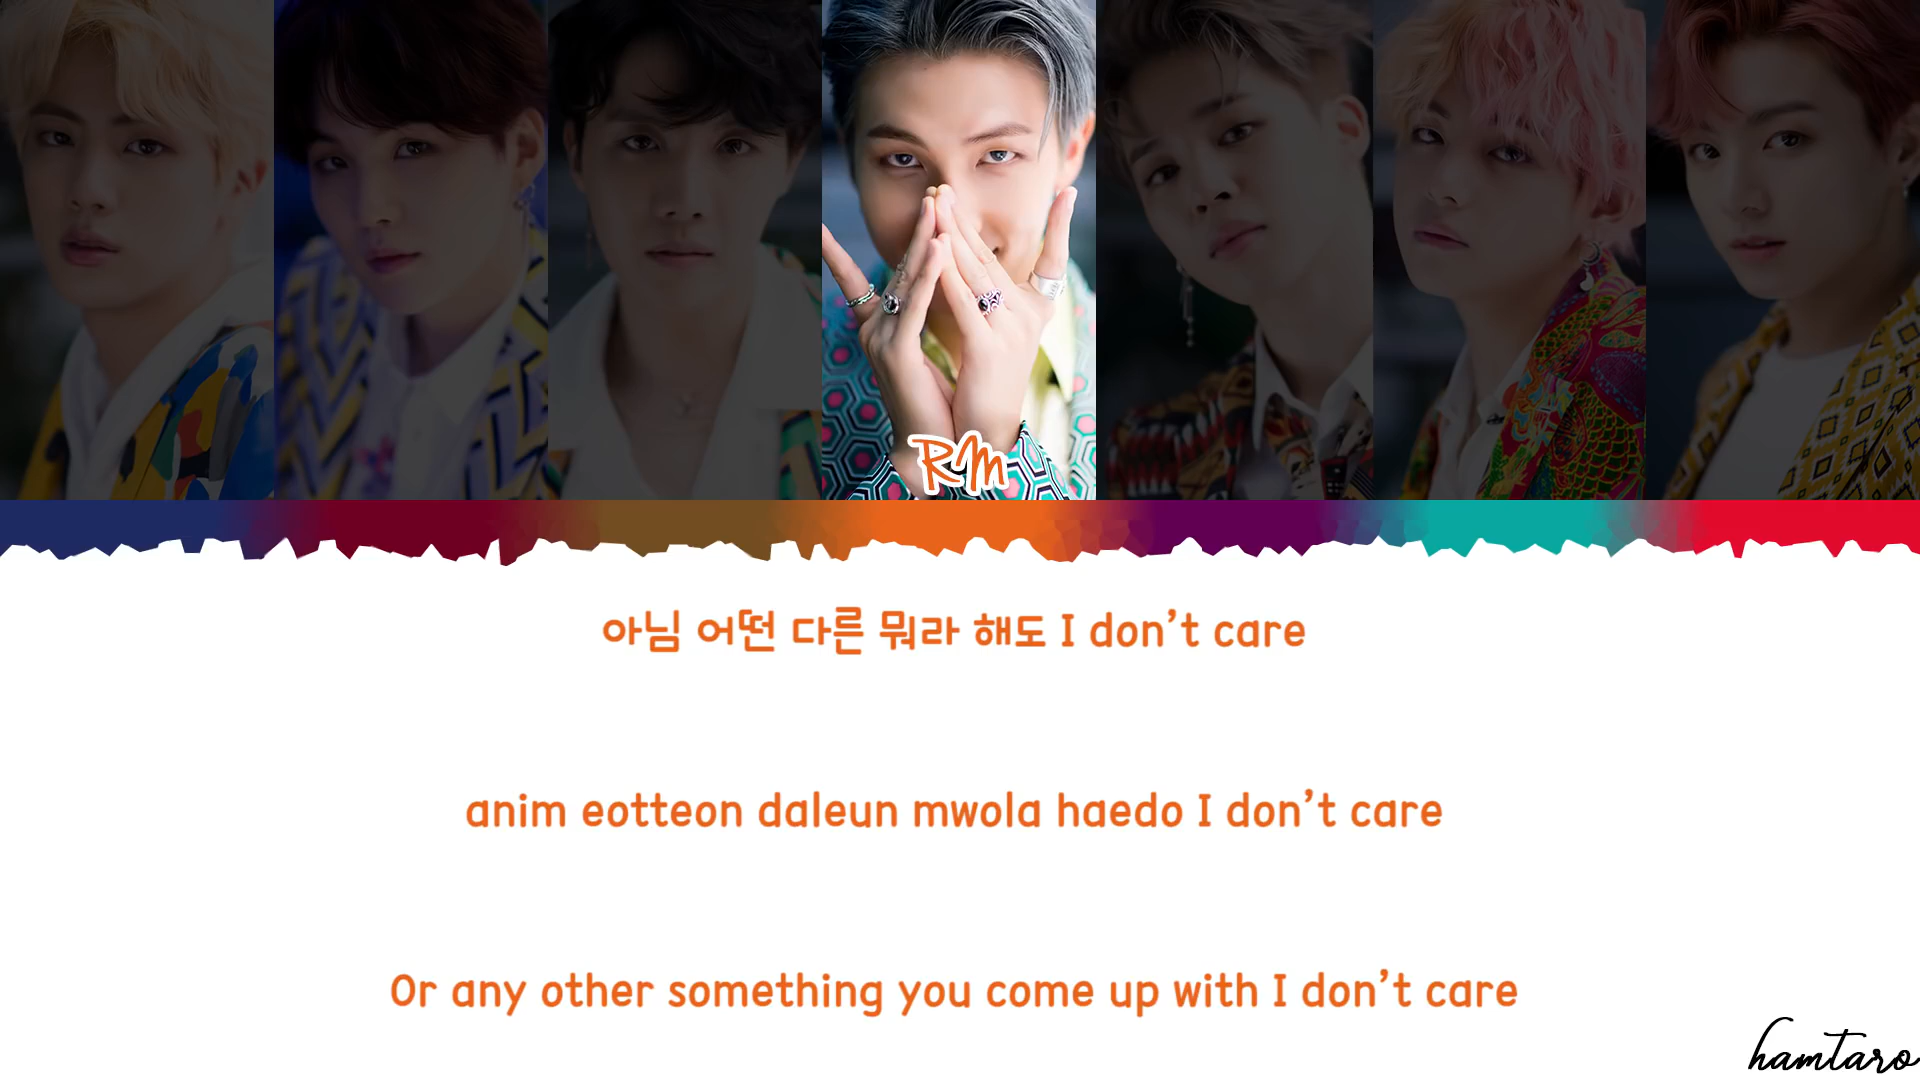 RM
아님 어떤 다른 뭐라 해도 I don't care
anim eotteon daleun mwola haedo I don't care
Or any other something you come up with I don't care
hamtaro